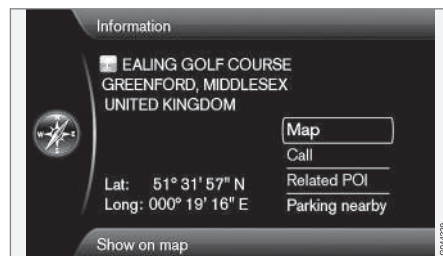 Information
EALING GOLF COURSE
GREENFORD, MIDDLESEX
UNITED KINGDOM
Map
Call
Related POI
Parking nearby
Lat: 51° 31' 57" N
Long: 000° 19' 16" E
Show on map